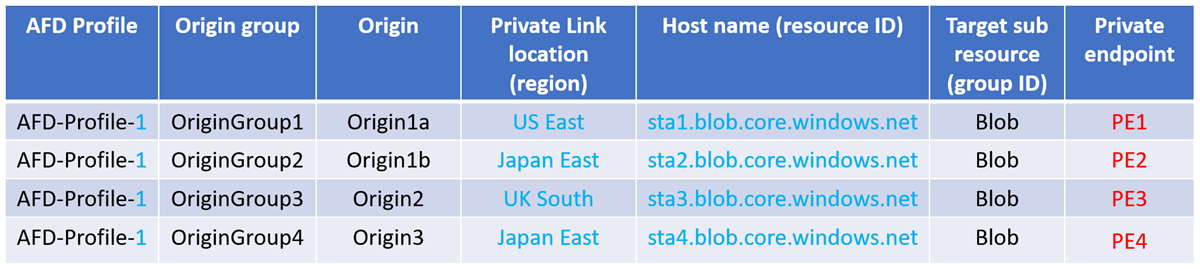 AFD Profile Origin group Origin Private Link location (region) Host name (resource ID) Target sub resource (group ID) Private endpoint
AFD-Profile-1 OriginGroup1 Origin1a US East sta1.blob.core.windows.net Blob PE1
AFD-Profile-1 OriginGroup2 Origin1b Japan East sta2.blob.core.windows.net Blob PE2
AFD-Profile-1 OriginGroup3 Origin2 UK South sta3.blob.core.windows.net Blob PE3
AFD-Profile-1 OriginGroup4 Origin3 Japan East sta4.blob.core.windows.net Blob PE4